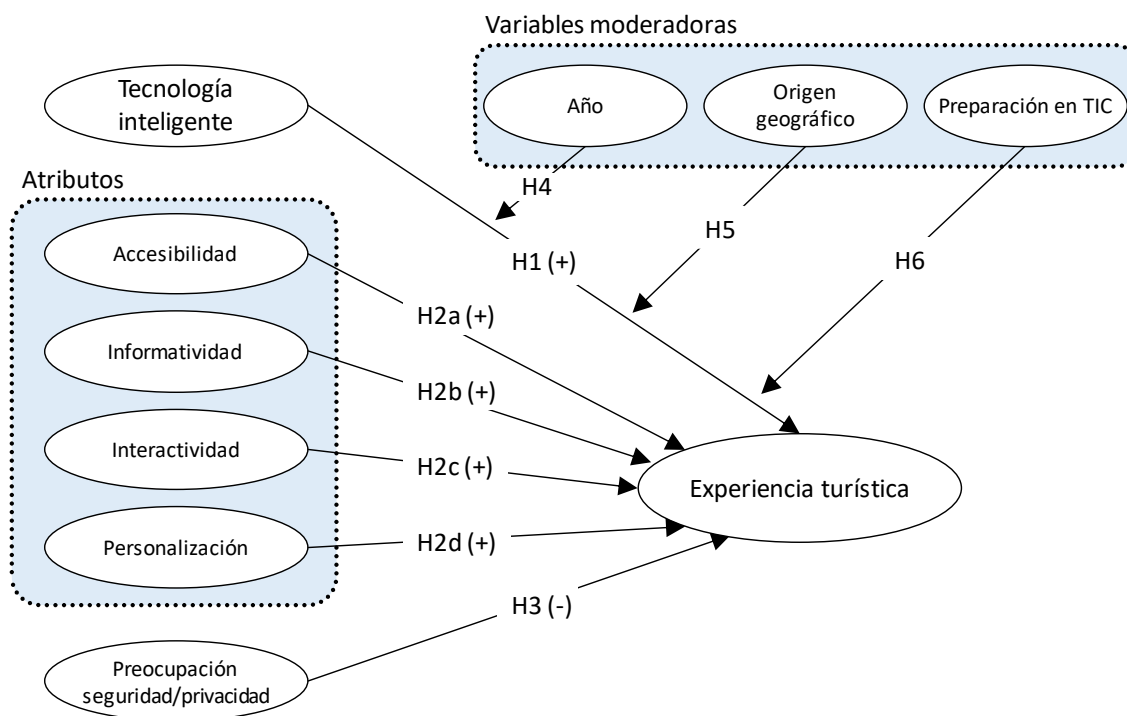 Variables moderadoras
Tecnología
inteligente
Año
Origen
geográfico
Preparación en TIC
Atributos
H4
Accesibilidad
H1 (+)
H5
H6
H2a (+)
Informatividad
H2b (+)
Interactividad
H2c (+)
Experiencia turística
Personalización
H2d (+)
H3 (-)
Preocupación
seguridad/privacidad